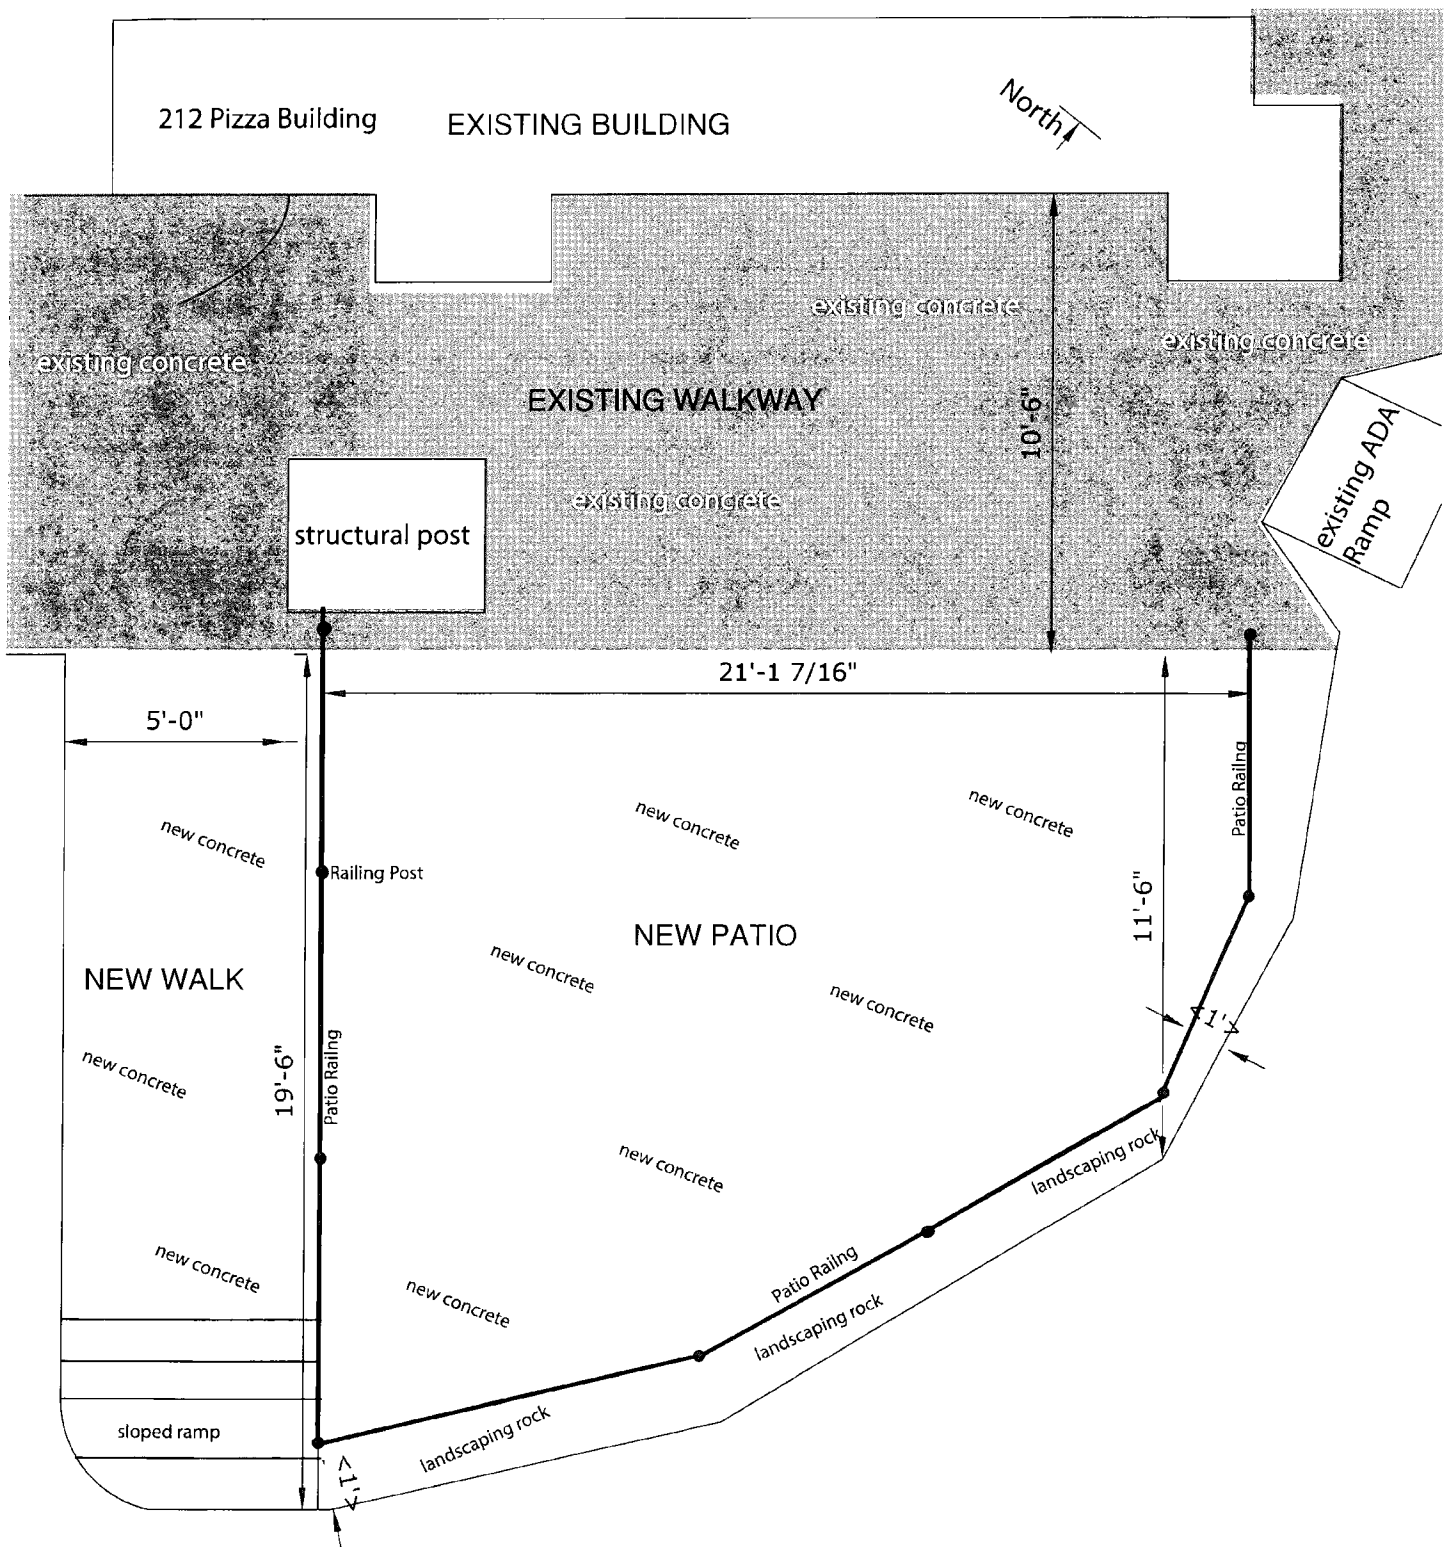 212 Pizza Building
EXISTING BUILDING
North
existing concrete
existing concrete
existing concrete
EXISTING WALKWAY
10'-6"
existing ADA
Ramp
existing concrete
structural post
21'-1 7/16"
5'-0"
Patio Railng
new concrete
new concrete
new concrete
Railing Post
11'-6"
NEW PATIO
new concrete
NEW WALK
new concrete
<1'>
19'-6"
Patio Railng
new concrete
new concrete
landscaping rock
new concrete
Patio Railng
new concrete
landscaping rock
sloped ramp
landscaping rock
<1'>